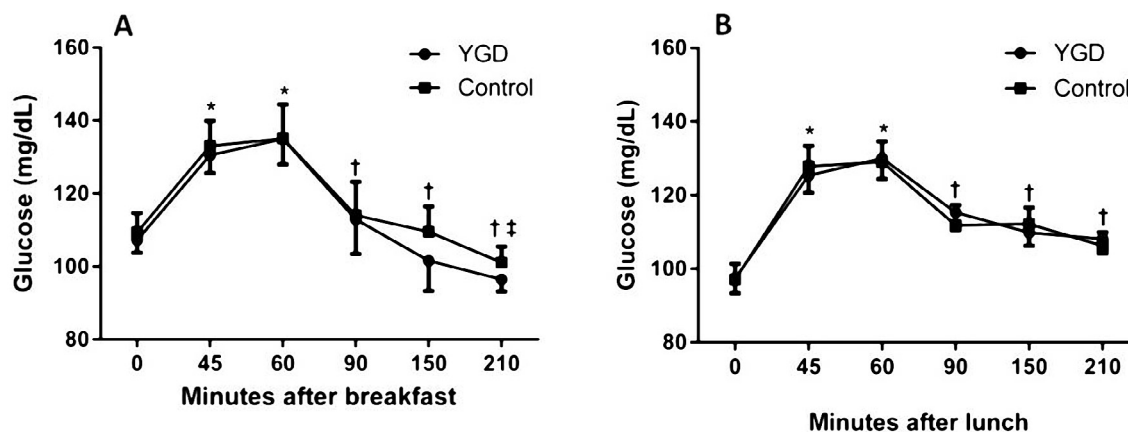 A
YGD
Control
160
140
120
100
80
Glucose (mg/dL)
*
*
†
†
† ‡
0 45 60 90 150 210
Minutes after breakfast
B
YGD
Control
160
140
120
100
80
Glucose (mg/dL)
*
*
†
†
†
0 45 60 90 150 210
Minutes after lunch